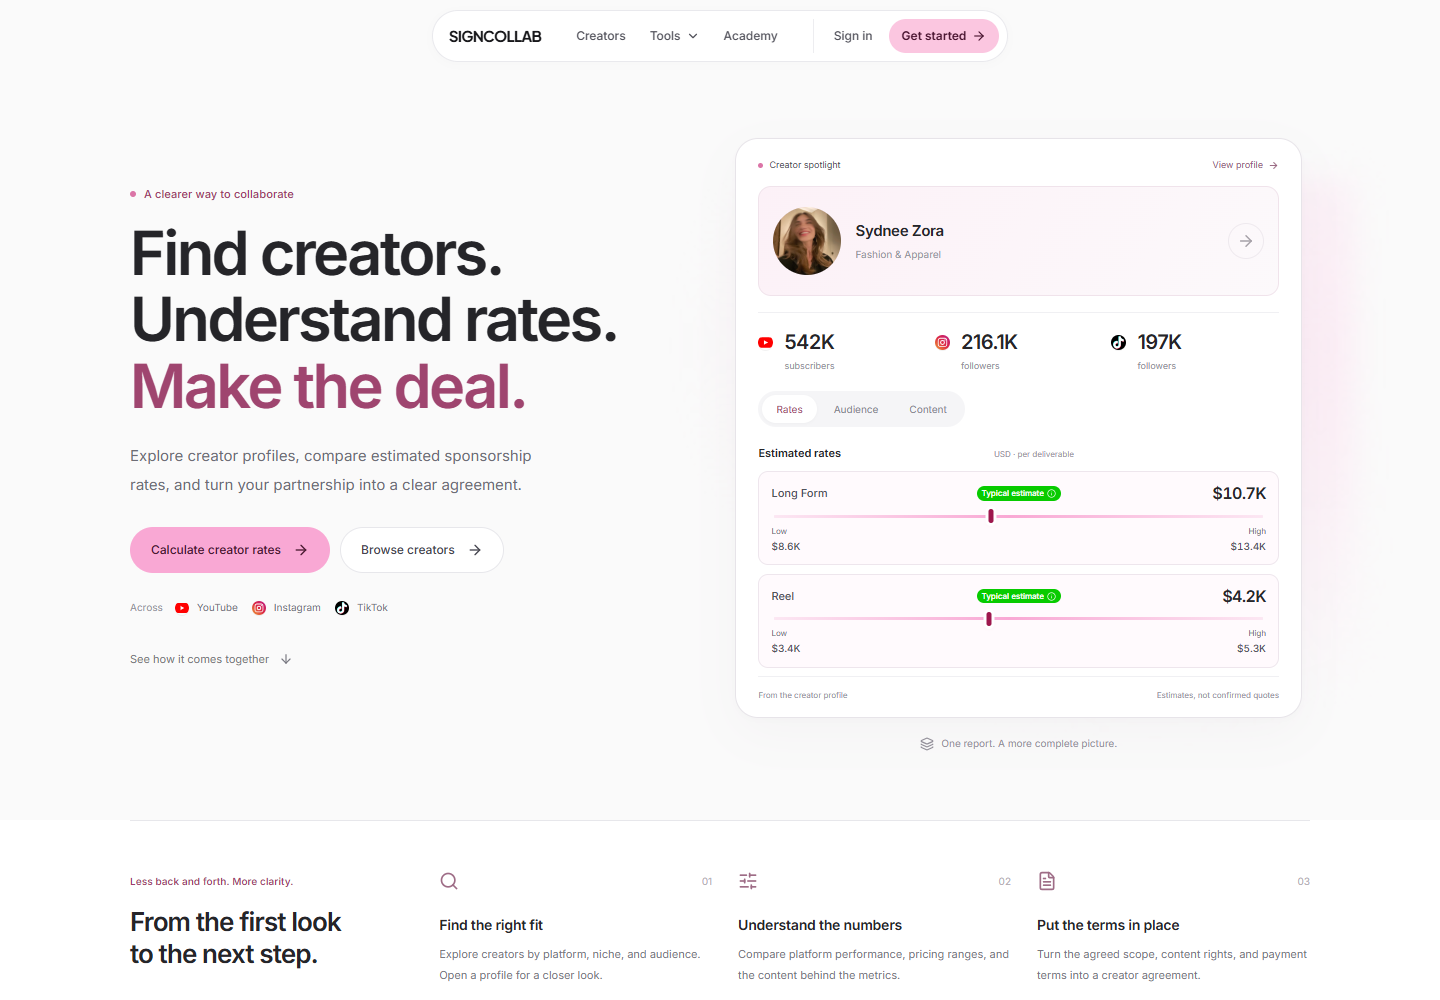 SIGNCOLLAB
Creators
Tools
Academy
Sign in
Get started
A clearer way to collaborate
Find creators.
Understand rates.
Make the deal.
Explore creator profiles, compare estimated sponsorship
rates, and turn your partnership into a clear agreement.
Calculate creator rates
Browse creators
Across
YouTube
Instagram
TikTok
See how it comes together
Creator spotlight
View profile
Sydnee Zora
Fashion & Apparel
542K
subscribers
216.1K
followers
197K
followers
Rates
Audience
Content
Estimated rates
USD · per deliverable
Long Form
Typical estimate
$10.7K
Low
High
$8.6K
$13.4K
Reel
Typical estimate
$4.2K
Low
High
$3.4K
$5.3K
From the creator profile
Estimates, not confirmed quotes
One report. A more complete picture.
Less back and forth. More clarity.
From the first look
to the next step.
01
Find the right fit
Explore creators by platform, niche, and audience.
Open a profile for a closer look.
02
Understand the numbers
Compare platform performance, pricing ranges, and
the content behind the metrics.
03
Put the terms in place
Turn the agreed scope, content rights, and payment
terms into a creator agreement.